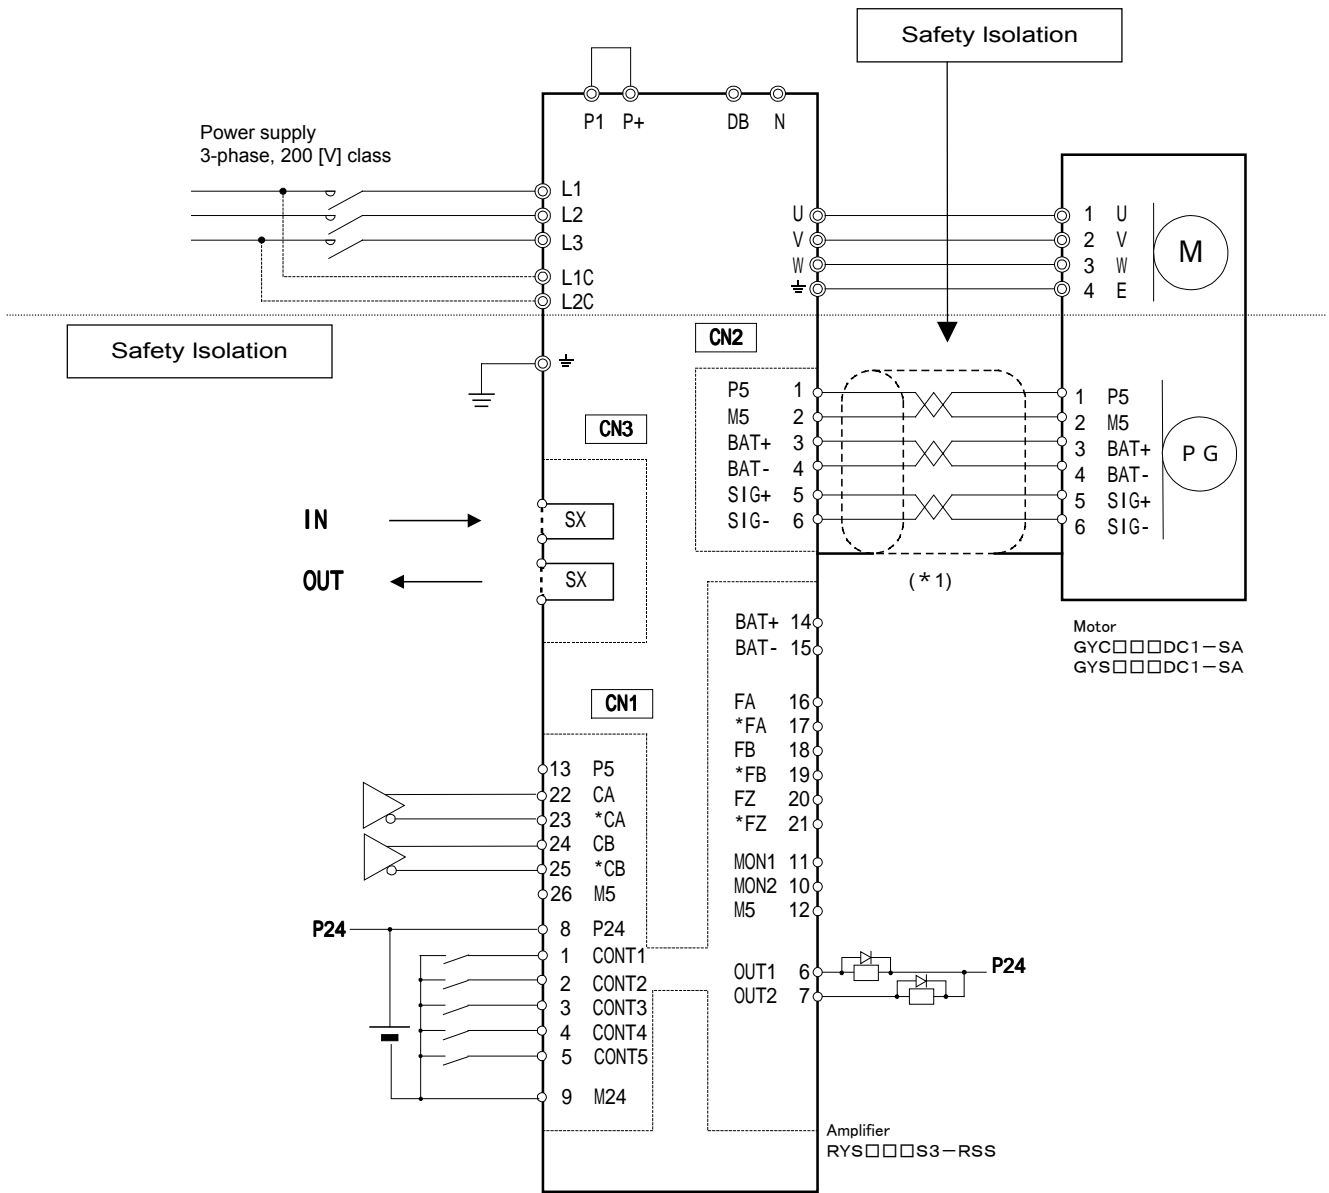 Safety Isolation
P1 P+ DB N
Power supply
3-phase, 200 [V] class
L1
L2
L3
L1C
L2C
U
V
W
1 U
2 V
3 W
4 E
M
Safety Isolation
CN2
P5 1
M5 2
BAT+ 3
BAT- 4
SIG+ 5
SIG- 6
1 P5
2 M5
3 BAT+
4 BAT-
5 SIG+
6 SIG-
PG
(*1)
CN3
IN
SX
OUT
SX
Motor
GYC□□□DC1-SA
GYS□□□DC1-SA
BAT+ 14
BAT- 15
CN1
FA 16
*FA 17
FB 18
*FB 19
FZ 20
*FZ 21
MON1 11
MON2 10
M5 12
13 P5
22 CA
23 *CA
24 CB
25 *CB
26 M5
P24
8 P24
1 CONT1
2 CONT2
3 CONT3
4 CONT4
5 CONT5
9 M24
OUT1 6
OUT2 7
P24
Amplifier
RYS□□□S3-RSS